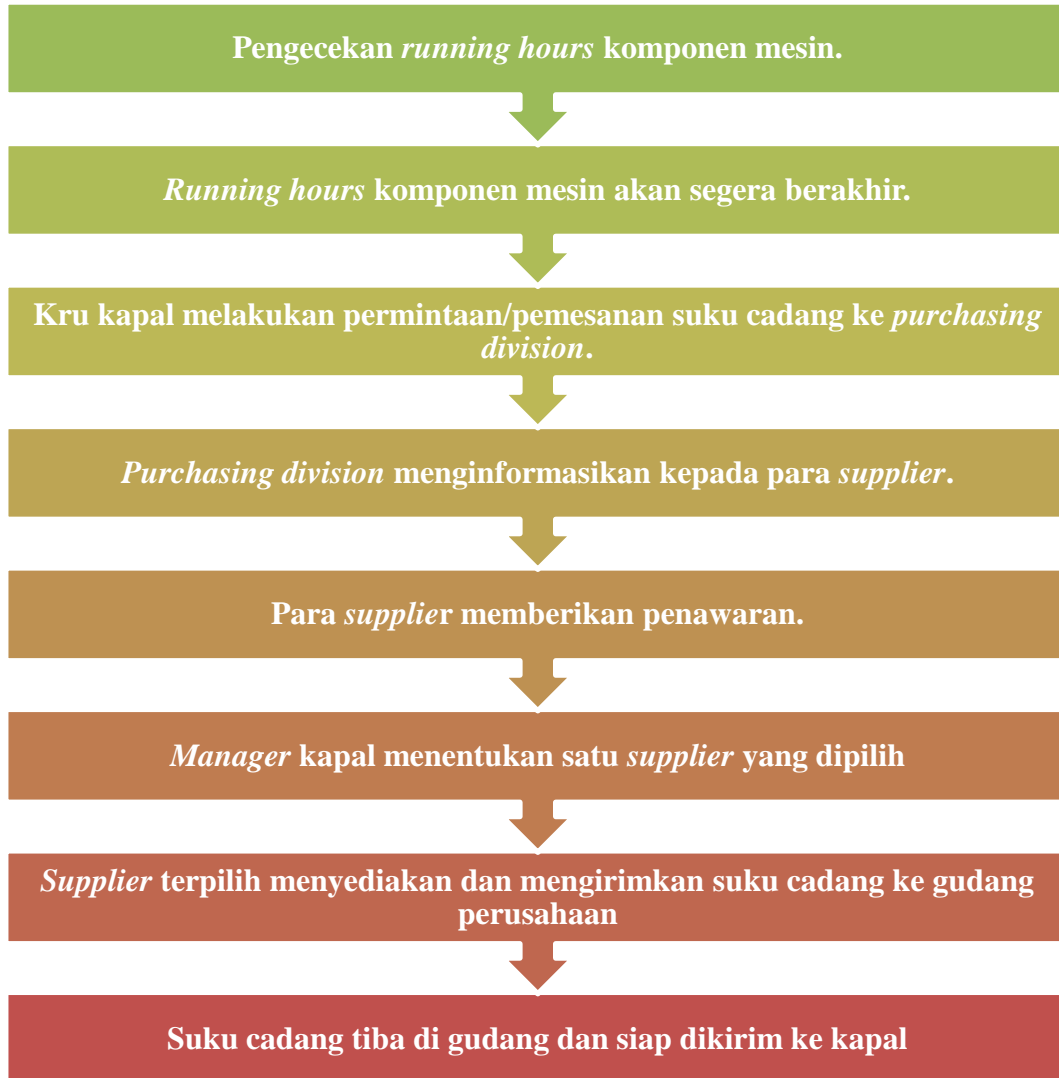 Pengecekan running hours komponen mesin.
Running hours komponen mesin akan segera berakhir.
Kru kapal melakukan permintaan/pemesanan suku cadang ke purchasing
division.
Purchasing division menginformasikan kepada para supplier.
Para supplier memberikan penawaran.
Manager kapal menentukan satu supplier yang dipilih
Supplier terpilih menyediakan dan mengirimkan suku cadang ke gudang
perusahaan
Suku cadang tiba di gudang dan siap dikirim ke kapal